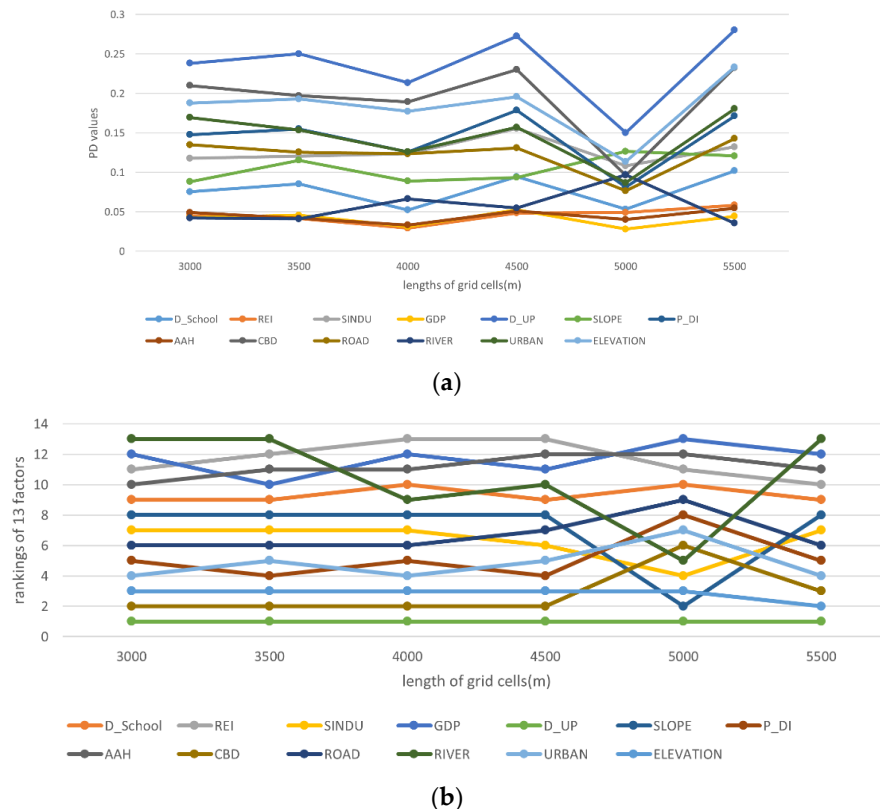 0.3
0.25
0.2
0.15
0.1
0.05
0
PD values
3000 3500 4000 4500 5000 5500
lengths of grid cells(m)
D_School REI SINDU GDP D_UP SLOPE P_DI
AAH CBD ROAD RIVER URBAN ELEVATION
(a)
14
12
10
8
6
4
2
0
rankings of 13 factors
3000 3500 4000 4500 5000 5500
length of grid cells(m)
D_School REI SINDU GDP D_UP SLOPE P_DI
AAH CBD ROAD RIVER URBAN ELEVATION
(b)